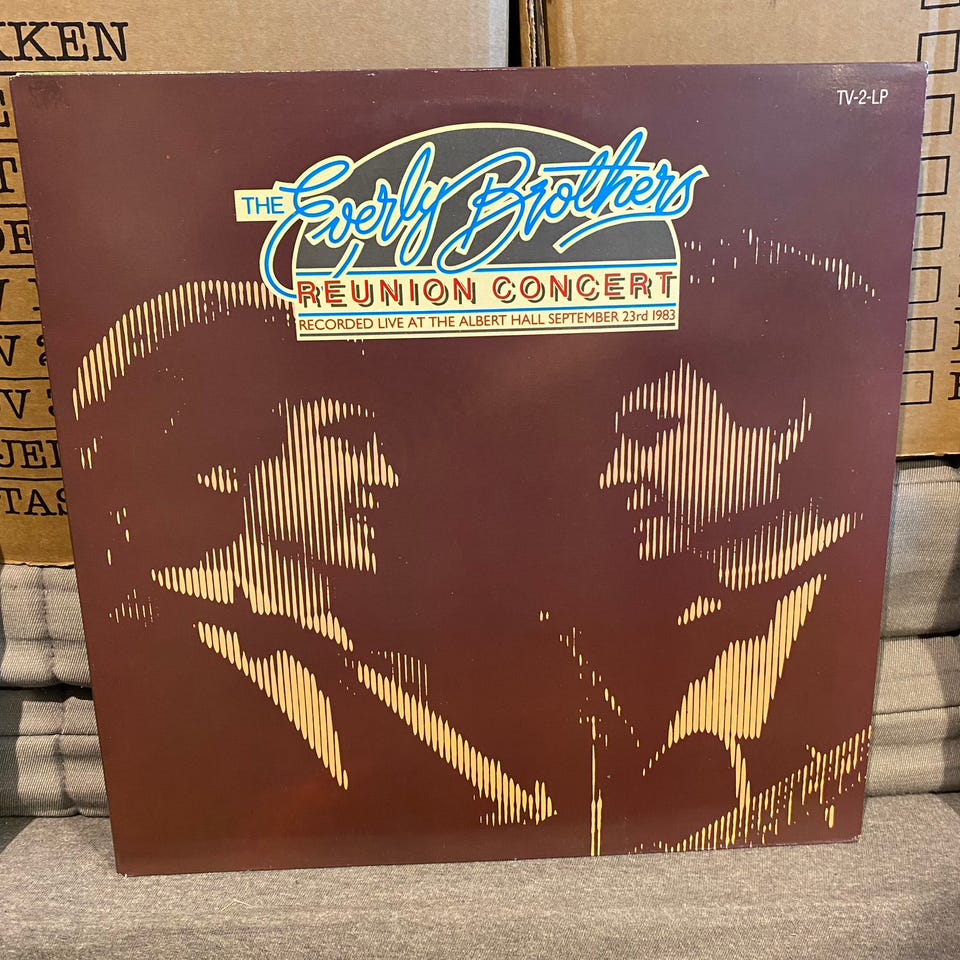 KKEN
TV-2-LP
THE Everly Brothers
REUNION CONCERT
RECORDED LIVE AT THE ALBERT HALL SEPTEMBER 23rd 1983